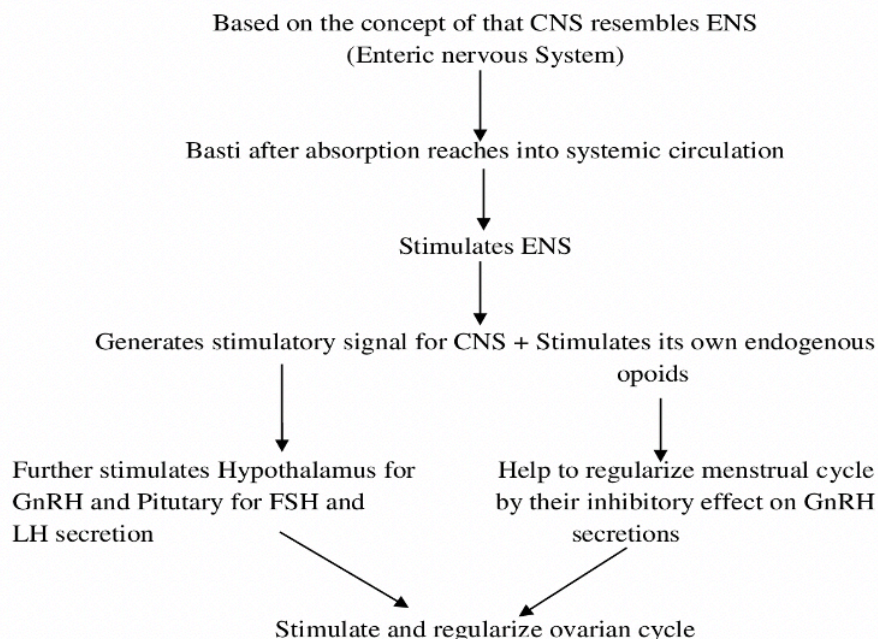 Based on the concept of that CNS resembles ENS
(Enteric nervous System)
Basti after absorption reaches into systemic circulation
Stimulates ENS
Generates stimulatory signal for CNS + Stimulates its own endogenous
opoids
Further stimulates Hypothalamus for
GnRH and Pitutary for FSH and
LH secretion
Help to regularize menstrual cycle
by their inhibitory effect on GnRH
secretions
Stimulate and regularize ovarian cycle